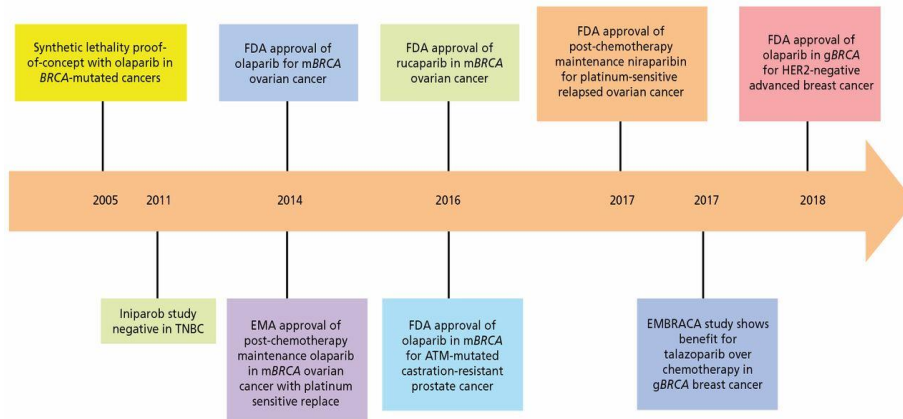 Synthetic lethality proof-
of-concept with olaparib in
BRCA-mutated cancers
FDA approval of
olaparib for mBRCA
ovarian cancer
FDA approval of
rucaparib in mBRCA
ovarian cancer
FDA approval of
post-chemotherapy
maintenance niraparibin
for platinum-sensitive
relapsed ovarian cancer
FDA approval of
olaparib in gBRCA
for HER2-negative
advanced breast cancer
2005 2011 2014 2016 2017 2017 2018
Iniparob study
negative in TNBC
EMA approval of
post-chemotherapy
maintenance olaparib
in mBRCA ovarian
cancer with platinum
sensitive replace
FDA approval of
olaparib in mBRCA
for ATM-mutated
castration-resistant
prostate cancer
EMBRACA study shows
benefit for
talazoparib over
chemotherapy in
gBRCA breast cancer